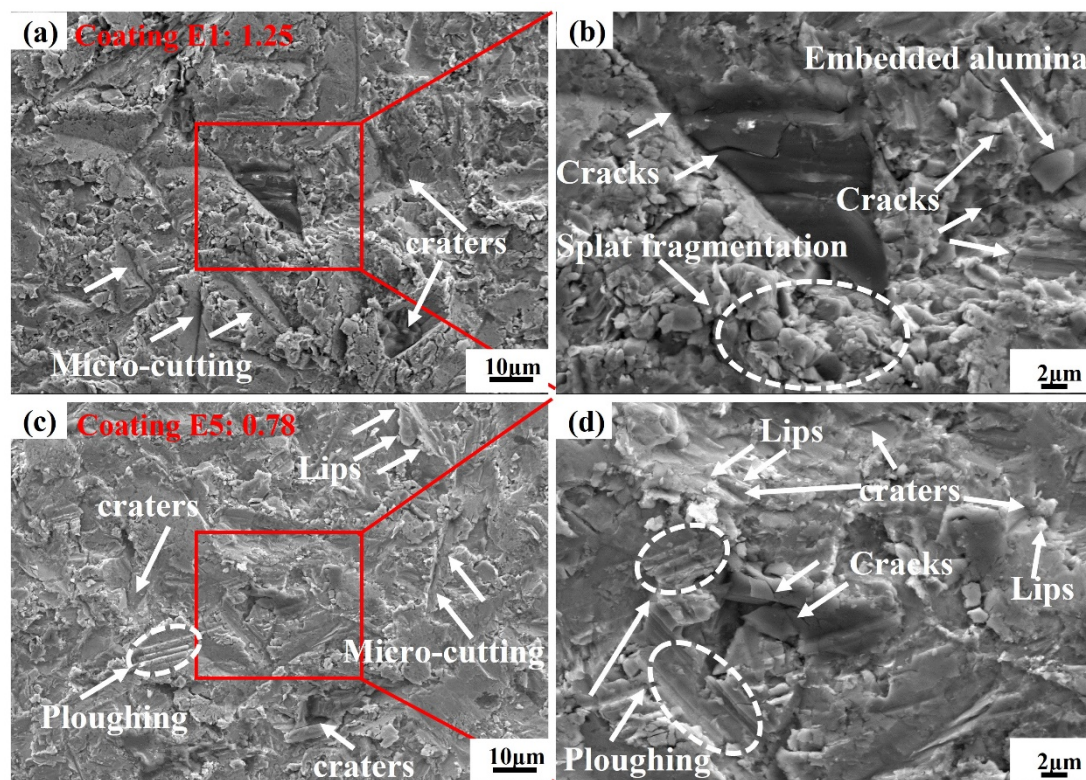 (a) Coating E1: 1.25
craters
Micro-cutting
10μm
(b)
Embedded alumina
Cracks
Cracks
Splat fragmentation
2μm
(c) Coating E5: 0.78
Lips
craters
Micro-cutting
Ploughing
craters
10μm
(d)
Lips
craters
Cracks
Lips
Ploughing
2μm